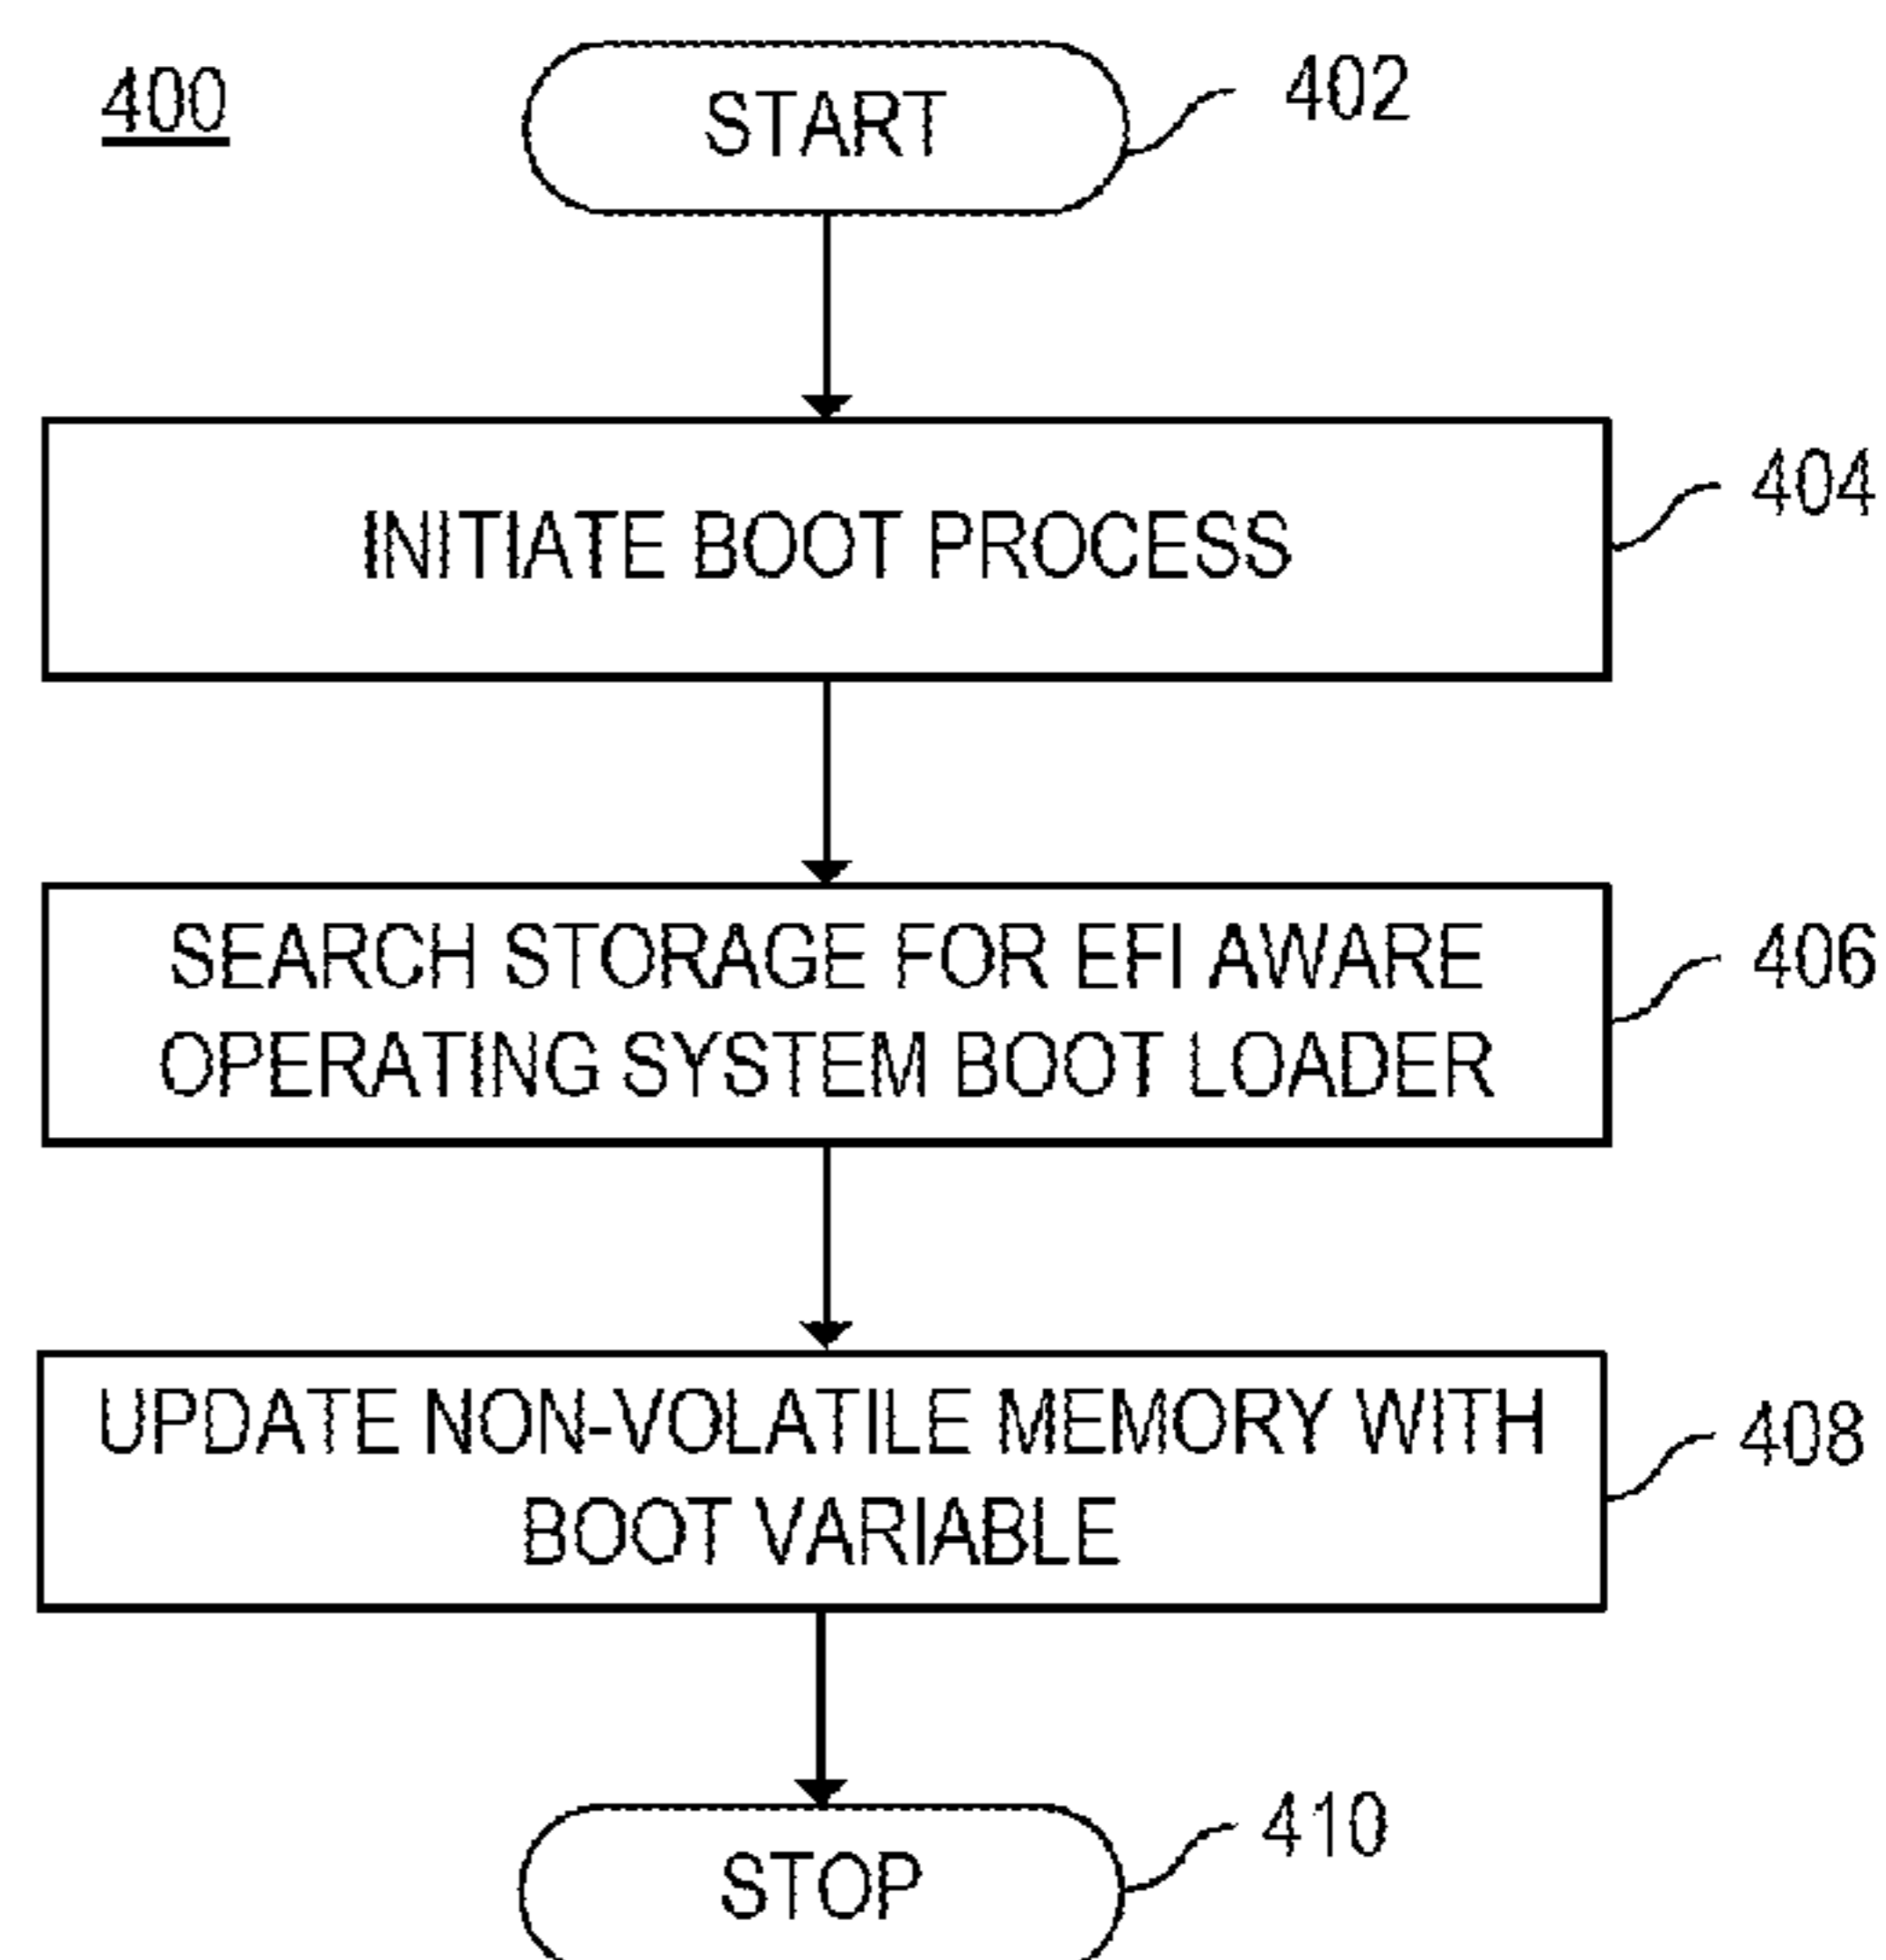 400
START
402
INITIATE BOOT PROCESS
404
SEARCH STORAGE FOR EFI AWARE
OPERATING SYSTEM BOOT LOADER
406
UPDATE NON-VOLATILE MEMORY WITH
BOOT VARIABLE
408
STOP
410